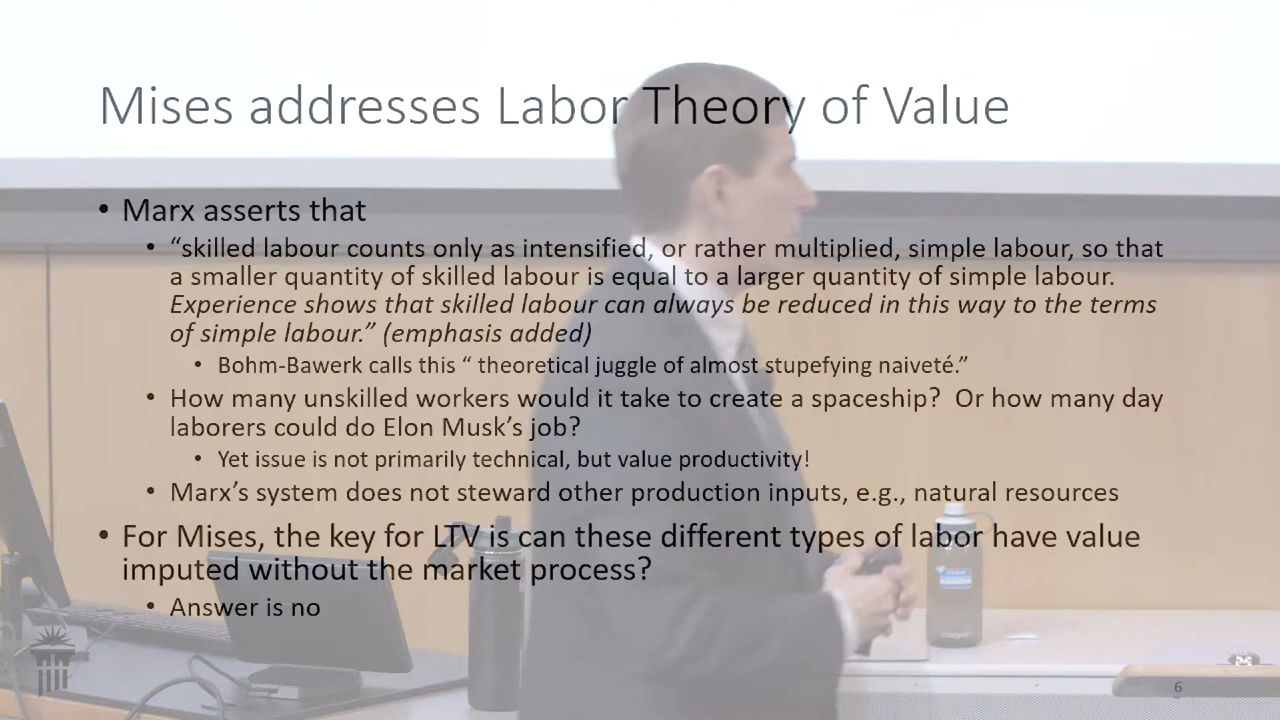 Mises addresses Labor Theory of Value
• Marx asserts that
• “skilled labour counts only as intensified, or rather multiplied, simple labour, so that
a smaller quantity of skilled labour is equal to a larger quantity of simple labour.
Experience shows that skilled labour can always be reduced in this way to the terms
of simple labour.” (emphasis added)
• Bohm-Bawerk calls this “ theoretical juggle of almost stupefying naiveté.”
• How many unskilled workers would it take to create a spaceship?  Or how many day
laborers could do Elon Musk’s job?
• Yet issue is not primarily technical, but value productivity!
• Marx’s system does not steward other production inputs, e.g., natural resources
• For Mises, the key for LTV is can these different types of labor have value
imputed without the market process?
• Answer is no
6